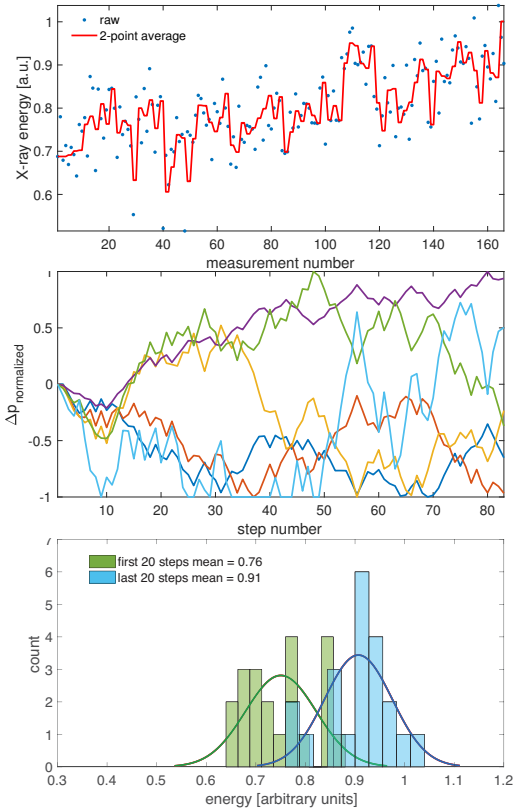 1
0.9
0.8
0.7
0.6
X-ray energy [a.u.]
raw
2-point average
20 40 60 80 100 120 140 160
measurement number
1
0.5
0
-0.5
-1
Δp normalized
10 20 30 40 50 60 70 80
step number
7
6
5
4
3
2
1
0
count
first 20 steps mean = 0.76
last 20 steps mean = 0.91
0.3 0.4 0.5 0.6 0.7 0.8 0.9 1 1.1 1.2
energy [arbitrary units]